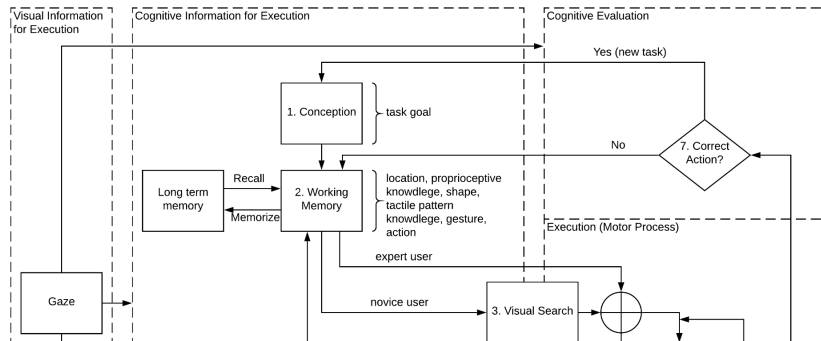 Visual Information
for Execution
Cognitive Information for Execution
Cognitive Evaluation
Yes (new task)
1. Conception
task goal
No
7. Correct
Action?
Long term
memory
Recall
Memorize
2. Working
Memory
location, proprioceptive
knowdlege, shape,
tactile pattern
knowdlege, gesture,
action
Execution (Motor Process)
expert user
Gaze
novice user
3. Visual Search